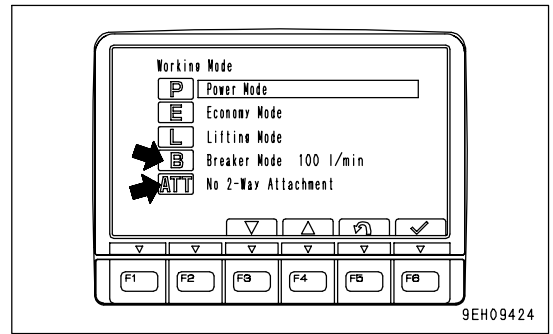 Working Mode
P Power Mode
E Economy Mode
L Lifting Mode
B Breaker Mode 100 l/min
ATT No 2-Way Attachment
F1 F2 F3 F4 F5 F6
9EH09424